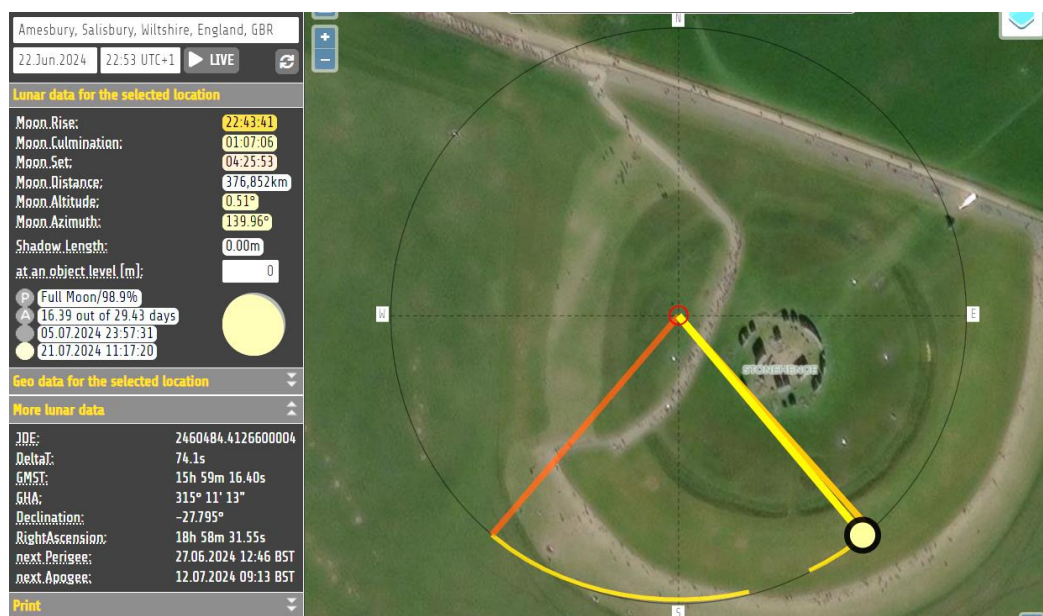 Amesbury, Salisbury, Wiltshire, England, GBR
22.Jun.2024 22:53 UTC+1 LIVE
Lunar data for the selected location
Moon Rise: 22:43:41
Moon Culmination: 01:07:06
Moon Set: 04:25:53
Moon Distance: 376,852km
Moon Altitude: 0.51°
Moon Azimuth: 139.96°
Shadow Length: 0.00m
at an object level [m]: 0
P Full Moon/98.9%
A 16.39 out of 29.43 days
05.07.2024 23:57:31
21.07.2024 11:17:20
Geo data for the selected location
More lunar data
JDE: 2460484.4126600004
DeltaT: 74.1s
GMST: 15h 59m 16.40s
GHA: 315° 11' 13"
Declination: −27.795°
RightAscension: 18h 58m 31.55s
next Perigee: 27.06.2024 12:46 BST
next Apogee: 12.07.2024 09:13 BST
Print
+
−
N
W
E
STONEHENGE
S